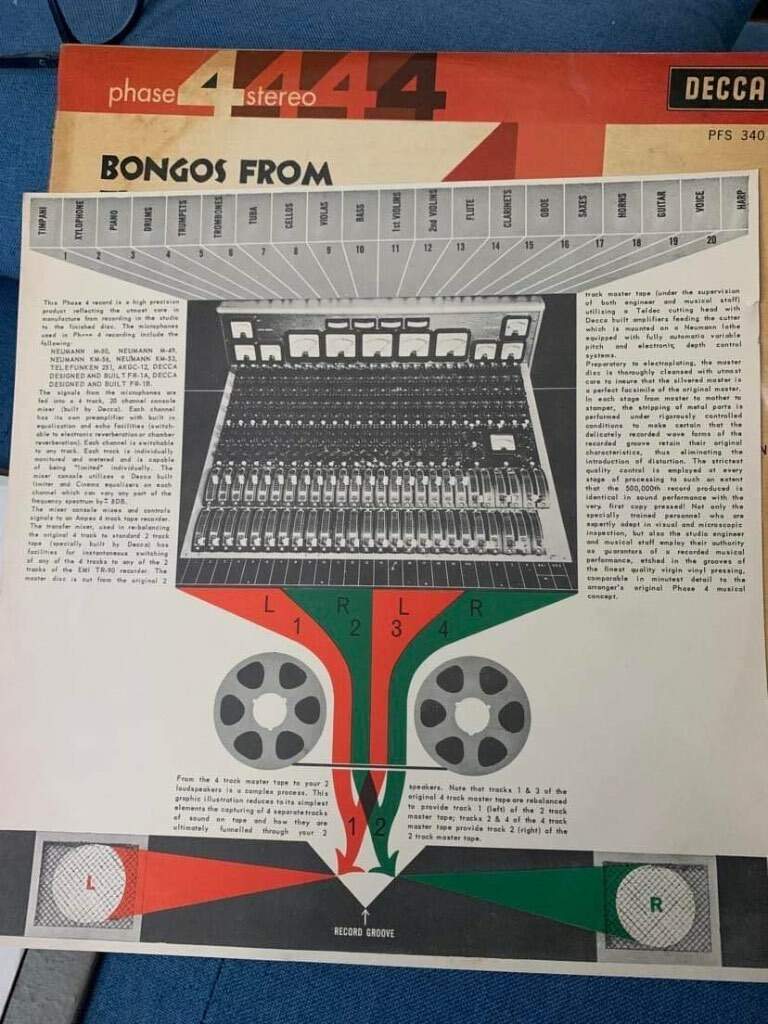 phase 4 4 4 4 stereo
DECCA
PFS 340
BONGOS FROM
TIMPANI
XYLOPHONE
PIANO
DRUMS
TRUMPETS
TROMBONES
TUBA
CELLOS
VIOLAS
BASS
1st VIOLINS
2nd VIOLINS
FLUTE
CLARINETS
OBOE
SAXES
HORNS
GUITAR
VOICE
HARP
1 2 3 4 5 6 7 8 9 10 11 12 13 14 15 16 17 18 19 20
This Phase 4 record is a high precision
product reflecting the utmost care in
manufacture from recording in the studio
to the finished disc. The microphones
used in Phase 4 recording include the
following:
NEUMANN M-50, NEUMANN M-49,
NEUMANN KM-56, NEUMANN KM-53,
TELEFUNKEN 251, AKGC-12, DECCA
DESIGNED AND BUILT FR-1A, DECCA
DESIGNED AND BUILT FR-1B.
The signals from the microphones are
fed into a 4 track, 20 channel console
mixer (built by Decca). Each channel
has its own preamplifier with built in
equalization and echo facilities (switch-
able to electronic reverberation or chamber
reverberation). Each channel is switchable
to any track. Each track is individually
monitored and metered and is capable
of being "limited" individually. The
mixer console utilizes a Decca built
limiter and Cinema equalizers on each
channel which can vary any part of the
frequency spectrum by ∓ 8DB.
The mixer console mixes and controls
signals to an Ampex 4 track tape recorder.
The transfer mixer, used in re-balancing
the original 4 track to standard 2 track
tape (specially built by Decca) has
facilities for instantaneous switching
of any of the 4 tracks to any of the 2
tracks of the EMI TR-90 recorder. The
master disc is cut from the original 2
track master tape (under the supervision
of both engineer and musical staff)
utilizing a Teldec cutting head with
Decca built amplifiers feeding the cutter
which is mounted on a Neumann lathe
equipped with fully automatic variable
pitch and electronic depth control
systems.
Preparatory to electroplating, the master
disc is thoroughly cleansed with utmost
care to insure that the silvered master is
a perfect facsimile of the original master.
In each stage from master to mother to
stamper, the stripping of metal parts is
performed under rigorously controlled
conditions to make certain that the
delicately recorded wave forms of the
recorded groove retain their original
characteristics, thus eliminating the
introduction of distortion. The strictest
quality control is employed at every
stage of processing to such an extent
that the 500,000th record produced is
identical in sound performance with the
very first copy pressed! Not only the
specially trained personnel who are
expertly adept in visual and microscopic
inspection, but also the studio engineer
and musical staff employ their authority
as guarantors of a recorded musical
performance, etched in the grooves of
the finest quality virgin vinyl pressing,
comparable in minutest detail to the
arranger's original Phase 4 musical
concept.
L R L R
1 2 3 4
From the 4 track master tape to your 2
loudspeakers is a complex process. This
graphic illustration reduces to its simplest
elements the capturing of 4 separate tracks
of sound on tape and how they are
ultimately funnelled through your 2
speakers. Note that tracks 1 & 3 of the
original 4 track master tape are rebalanced
to provide track 1 (left) of the 2 track
master tape; tracks 2 & 4 of the 4 track
master tape provide track 2 (right) of the
2 track master tape.
1 2
L
R
RECORD GROOVE